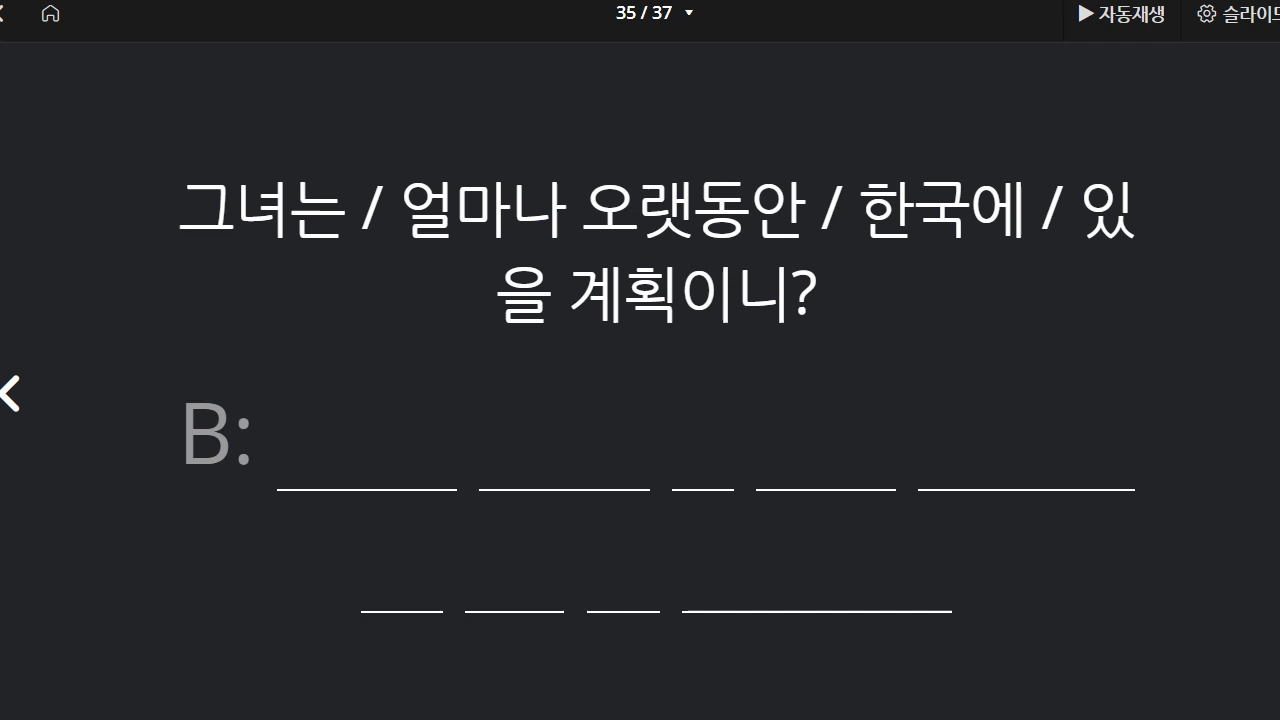 35 / 37
▶ 자동재생
슬라이드
그녀는 / 얼마나 오랫동안 / 한국에 / 있
을 계획이니?
B: